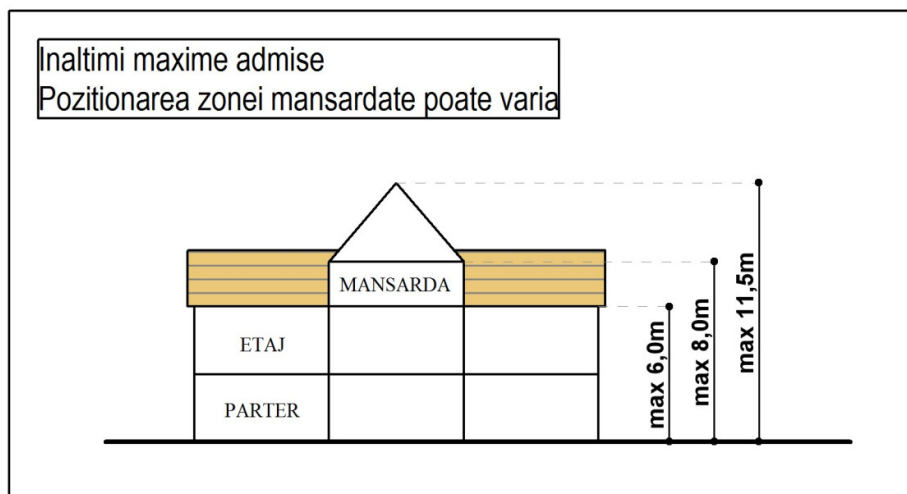 Inaltimi maxime admise
Pozitionarea zonei mansardate poate varia
MANSARDA
ETAJ
PARTER
max 6,0m
max 8,0m
max 11,5m